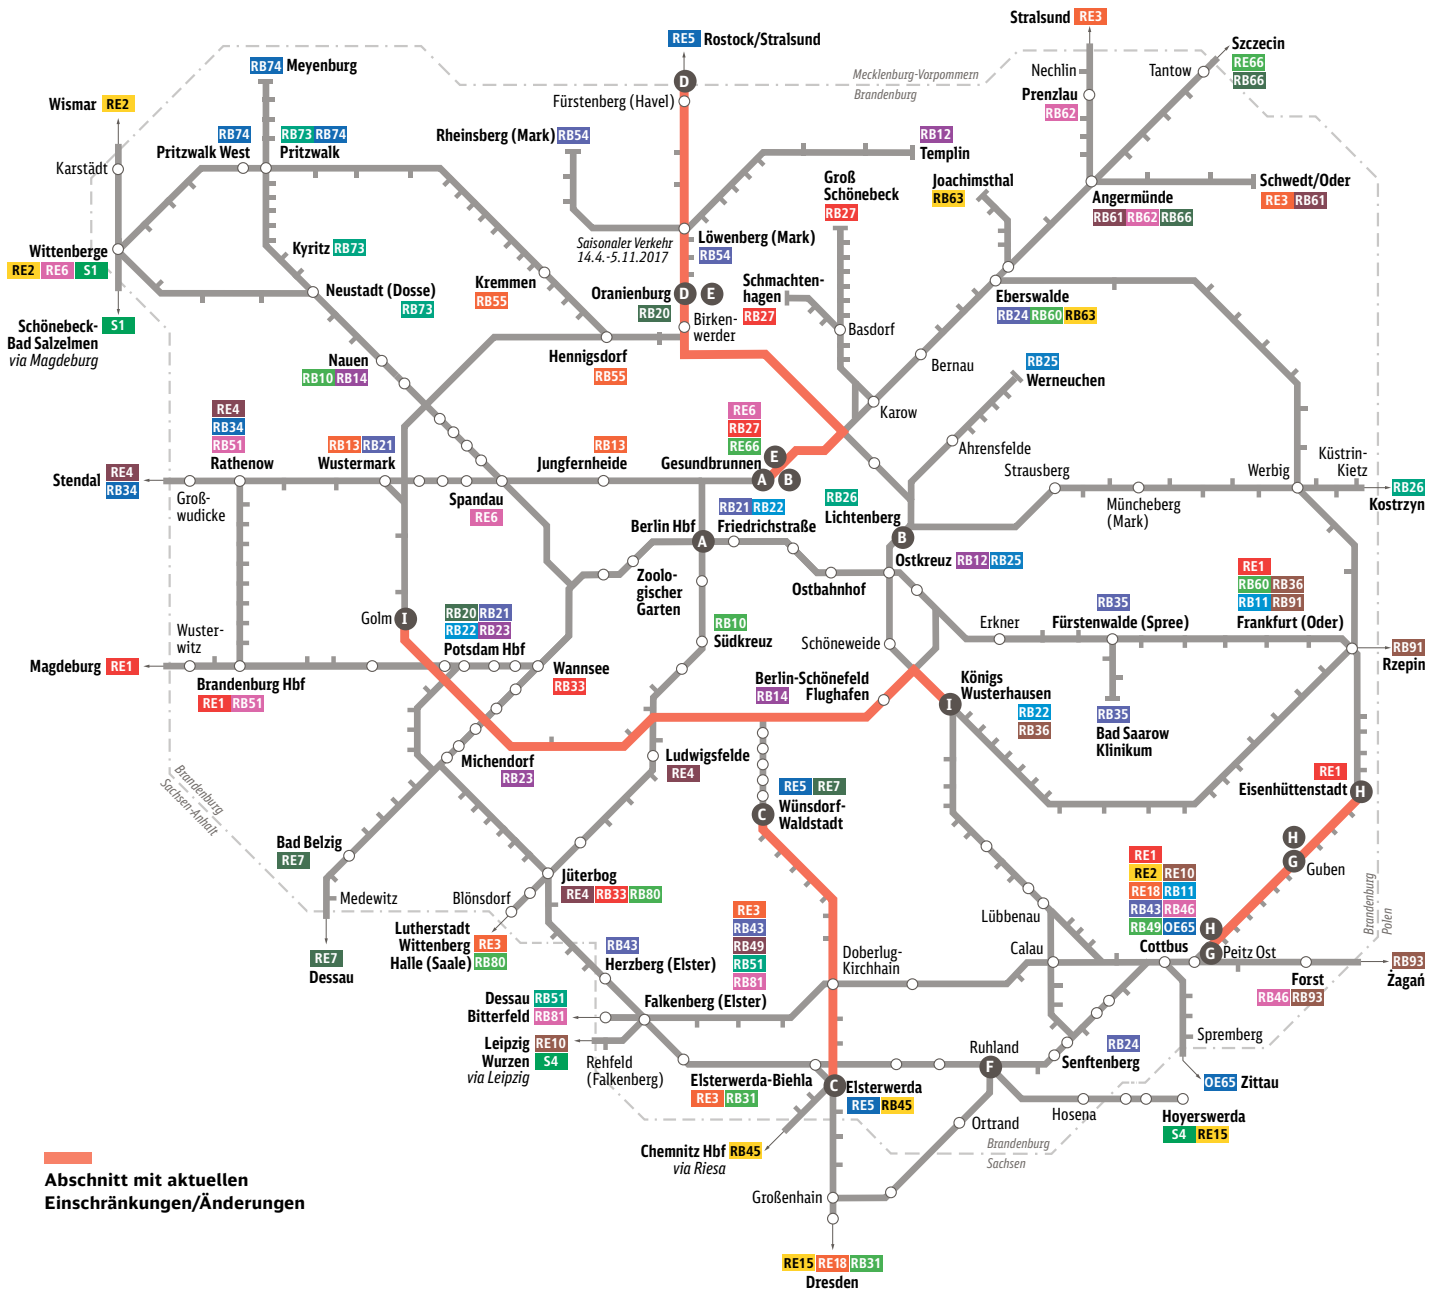 Stralsund RE3
RE5 Rostock/Stralsund
Szczecin
RE66
RB66
Nechlin
Tantow
Prenzlau
RB62
RB74 Meyenburg
D
Mecklenburg-Vorpommern
Brandenburg
Wismar RE2
Fürstenberg (Havel)
RB74
Pritzwalk West
RB73 RB74
Pritzwalk
Rheinsberg (Mark) RB54
RB12
Templin
Karstädt
Groß
Schönebeck
RB27
Joachimsthal
RB63
Angermünde
RB61 RB62 RB66
Schwedt/Oder
RE3 RB61
Wittenberge
RE2 RE6 S1
Kyritz RB73
Saisonaler Verkehr
14.4.-5.11.2017
Löwenberg (Mark)
RB54
Neustadt (Dosse)
RB73
Kremmen
RB55
Oranienburg D E
RB20
Birken-
werder
Schmachten-
hagen
RB27
Basdorf
Eberswalde
RB24 RB60 RB63
Schönebeck- S1
Bad Salzelmen
via Magdeburg
Nauen
RB10 RB14
Hennigsdorf
RB55
Bernau
RB25
Werneuchen
Karow
RE4
RB34
RB51
Rathenow
RB13 RB21
Wustermark
RB13
Jungfernheide
RE6
RB27
RE66
Gesundbrunnen
E
A B
Ahrensfelde
Strausberg
Werbig
Küstrin-
Kietz
RB26
Kostrzyn
Stendal RE4
RB34
Groß-
wudicke
Spandau
RE6
RB21 RB22
Friedrichstraße
Berlin Hbf
A
RB26
Lichtenberg
B
Müncheberg
(Mark)
Zoolo-
gischer
Garten
Ostbahnhof
Ostkreuz RB12 RB25
RE1
RB60 RB36
RB11 RB91
Frankfurt (Oder)
Golm I
RB20 RB21
RB22 RB23
Potsdam Hbf
RB10
Südkreuz
Schöneweide
Erkner
RB35
Fürstenwalde (Spree)
Wuster-
witz
Magdeburg RE1
Brandenburg Hbf
RE1 RB51
Wannsee
RB33
Berlin-Schönefeld
RB14 Flughafen
Königs
Wusterhausen
I
RB22
RB36
RB35
Bad Saarow
Klinikum
RB91
Rzepin
Michendorf
RB23
Ludwigsfelde
RE4
Brandenburg
Sachsen-Anhalt
RE5 RE7
Wünsdorf-
Waldstadt
C
RE1
Eisenhüttenstadt H
Bad Belzig
RE7
Medewitz
Blönsdorf
Jüterbog
RE4 RB33 RB80
H
G
Guben
RE1
RE2 RE10
RE18 RB11
RB43 RB46
RB49 OE65
Cottbus
Brandenburg
Polen
Lübbenau
Calau
H
G
Peitz Ost
Lutherstadt
Wittenberg RE3
Halle (Saale) RB80
RE7
Dessau
RB43
Herzberg (Elster)
RE3
RB43
RB49
RB51
RB81
Doberlug-
Kirchhain
Forst
RB46 RB93
RB93
Żagań
Dessau RB51
Bitterfeld RB81
Falkenberg (Elster)
Leipzig RE10
Wurzen S4
via Leipzig
Rehfeld
(Falkenberg)
Ruhland
F
RB24
Senftenberg
Spremberg
Elsterwerda-Biehla
RE3 RB31
C
Elsterwerda
RE5 RB45
OE65 Zittau
Hosena
Hoyerswerda
S4 RE15
Ortrand
Chemnitz Hbf RB45
via Riesa
Brandenburg
Sachsen
Abschnitt mit aktuellen
Einschränkungen/Änderungen
Großenhain
RE15 RE18 RB31
Dresden